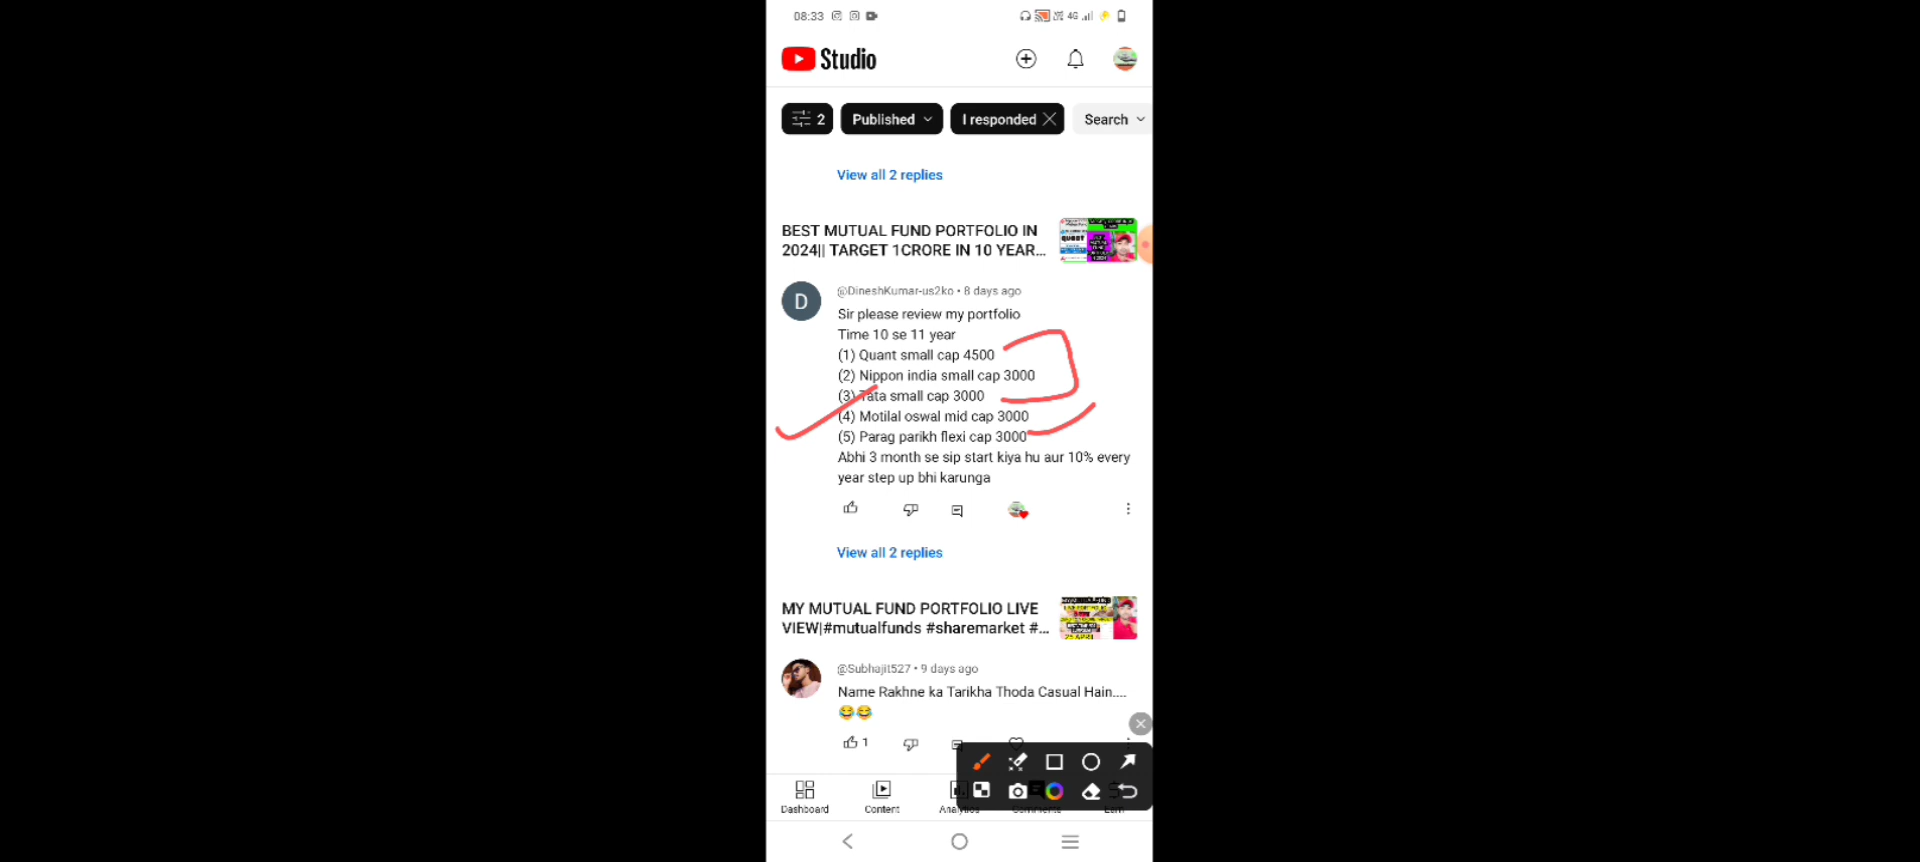 08:33
4G
Studio
2
Published
I responded
Search
View all 2 replies
BEST MUTUAL FUND PORTFOLIO IN
2024|| TARGET 1CRORE IN 10 YEAR...
D
@DineshKumar-us2ko • 8 days ago
Sir please review my portfolio
Time 10 se 11 year
(1) Quant small cap 4500
(2) Nippon india small cap 3000
(3) Tata small cap 3000
(4) Motilal oswal mid cap 3000
(5) Parag parikh flexi cap 3000
Abhi 3 month se sip start kiya hu aur 10% every
year step up bhi karunga
View all 2 replies
MY MUTUAL FUND PORTFOLIO LIVE
VIEW|#mutualfunds #sharemarket #...
@Subhajit527 • 9 days ago
Name Rakhne ka Tarikha Thoda Casual Hain....
😂😂
1
Dashboard
Content
Analytics
Comments
Earn